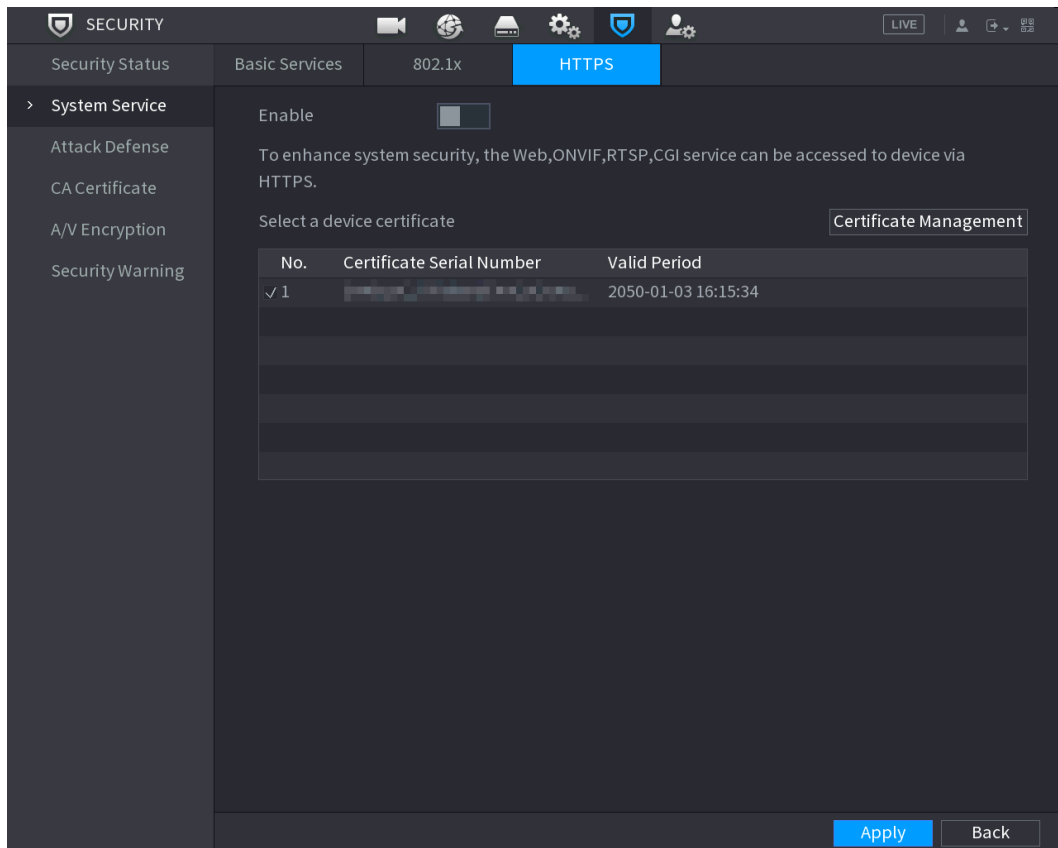 SECURITY
LIVE
Security Status
System Service
Attack Defense
CA Certificate
A/V Encryption
Security Warning
Basic Services 802.1x HTTPS
Enable
To enhance system security, the Web,ONVIF,RTSP,CGI service can be accessed to device via
HTTPS.
Select a device certificate Certificate Management
No. Certificate Serial Number Valid Period
1 2050-01-03 16:15:34
Apply Back